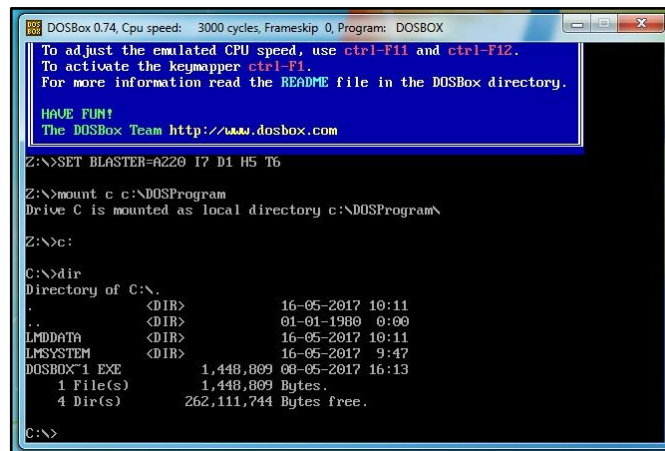 DOSBox 0.74, Cpu speed: 3000 cycles, Frameskip 0, Program: DOSBOX
To adjust the emulated CPU speed, use ctrl-F11 and ctrl-F12.
To activate the keymapper ctrl-F1.
For more information read the README file in the DOSBox directory.
HAVE FUN!
The DOSBox Team http://www.dosbox.com
Z:\>SET BLASTER=A220 I7 D1 H5 T6
Z:\>mount c c:\DOSProgram
Drive C is mounted as local directory c:\DOSProgram\
Z:\>c:
C:\>dir
Directory of C:\.
. <DIR> 16-05-2017 10:11
.. <DIR> 01-01-1980 0:00
LMDDATA <DIR> 16-05-2017 10:11
LMSYSTEM <DIR> 16-05-2017 9:47
DOSBOX~1 EXE 1,448,809 08-05-2017 16:13
1 File(s) 1,448,809 Bytes.
4 Dir(s) 262,111,744 Bytes free.
C:\>